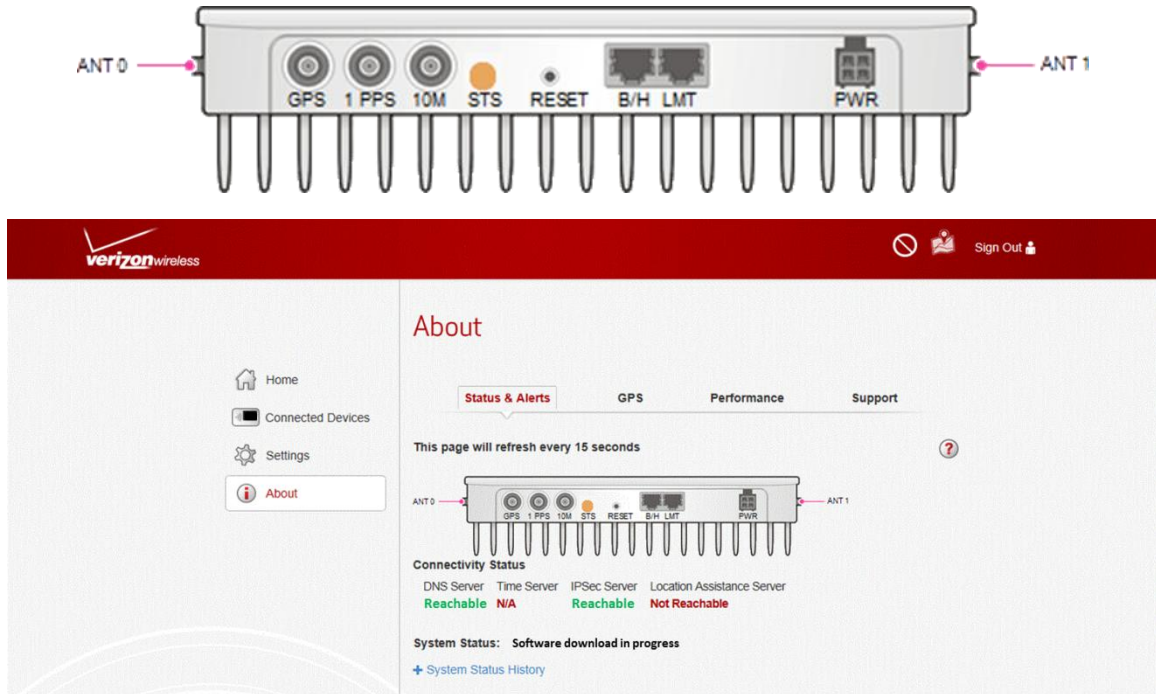 ANT 0
ANT 1
GPS 1 PPS 10M STS RESET B/H LMT PWR
verizonwireless
Sign Out
About
Home
Connected Devices
Settings
About
Status & Alerts GPS Performance Support
This page will refresh every 15 seconds
?
ANT 0
ANT 1
GPS 1 PPS 10M STS RESET B/H LMT PWR
Connectivity Status
DNS Server Time Server IPSec Server Location Assistance Server
Reachable N/A Reachable Not Reachable
System Status: Software download in progress
+ System Status History